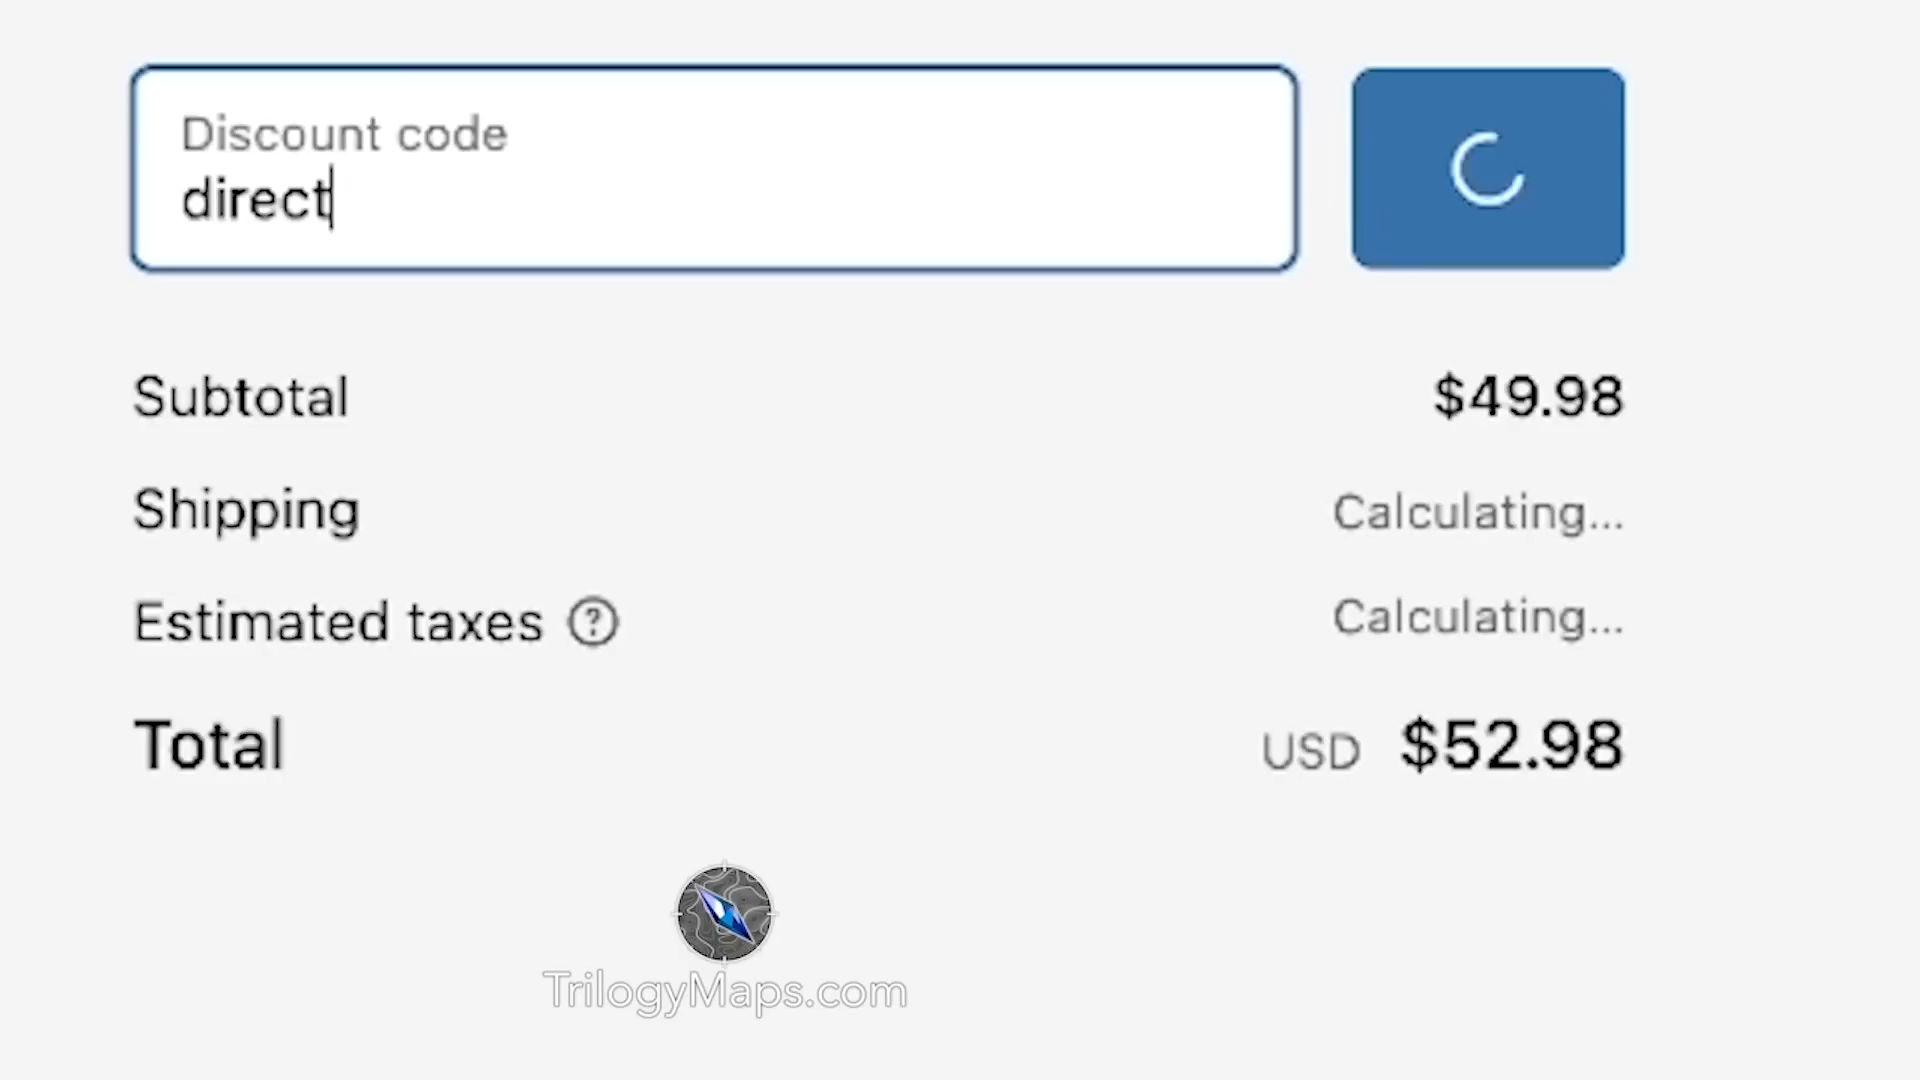 Discount code
direct
Subtotal $49.98
Shipping Calculating...
Estimated taxes ? Calculating...
Total USD $52.98
TrilogyMaps.com